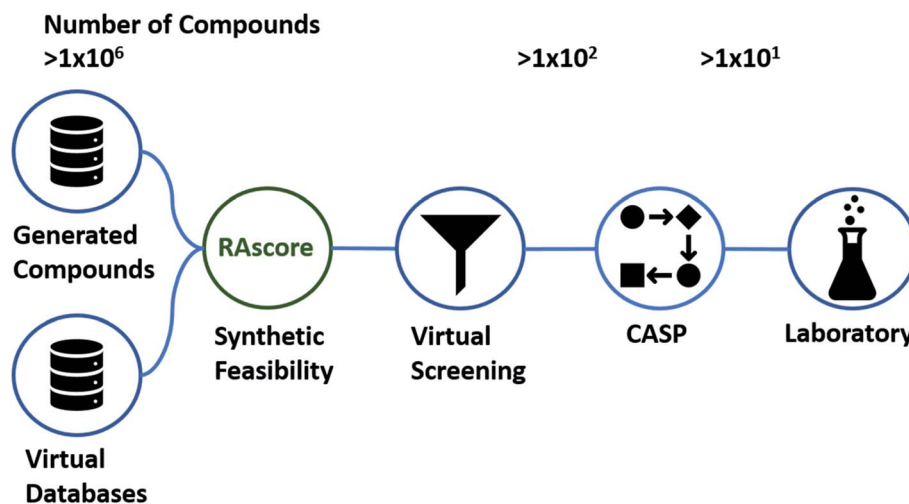 Number of Compounds
>1x10⁶
>1x10²
>1x10¹
Generated
Compounds
RAscore
Synthetic
Feasibility
Virtual
Screening
CASP
Laboratory
Virtual
Databases